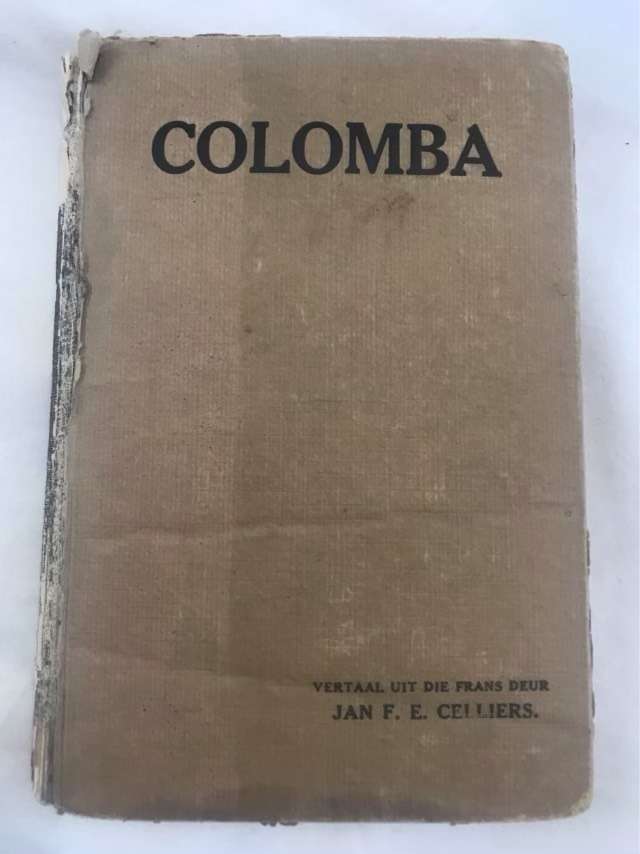 COLOMBA
VERTAAL UIT DIE FRANS DEUR
JAN F. E. CELLIERS.